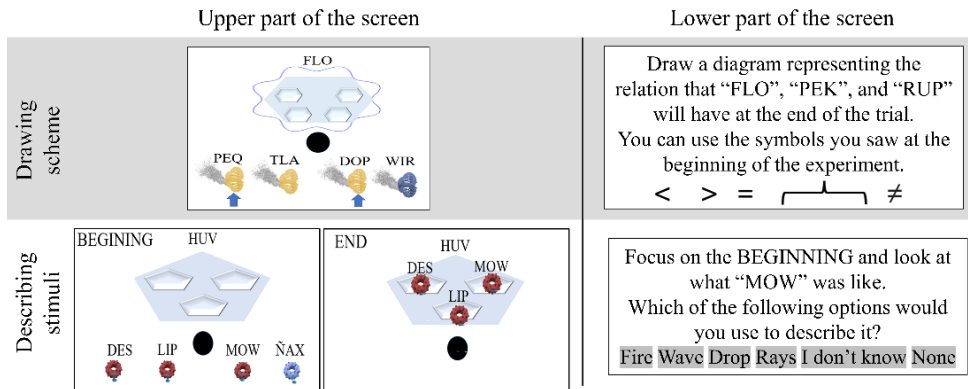 Upper part of the screen
Lower part of the screen
Drawing scheme
FLO
PEQ TLA DOP WIR
Draw a diagram representing the
relation that “FLO”, “PEK”, and “RUP”
will have at the end of the trial.
You can use the symbols you saw at the
beginning of the experiment.
< > = ≠
Describing stimuli
BEGINING HUV
DES LIP MOW ÑAX
END
HUV
DES MOW
LIP
Focus on the BEGINNING and look at
what “MOW” was like.
Which of the following options would
you use to describe it?
Fire Wave Drop Rays I don’t know None